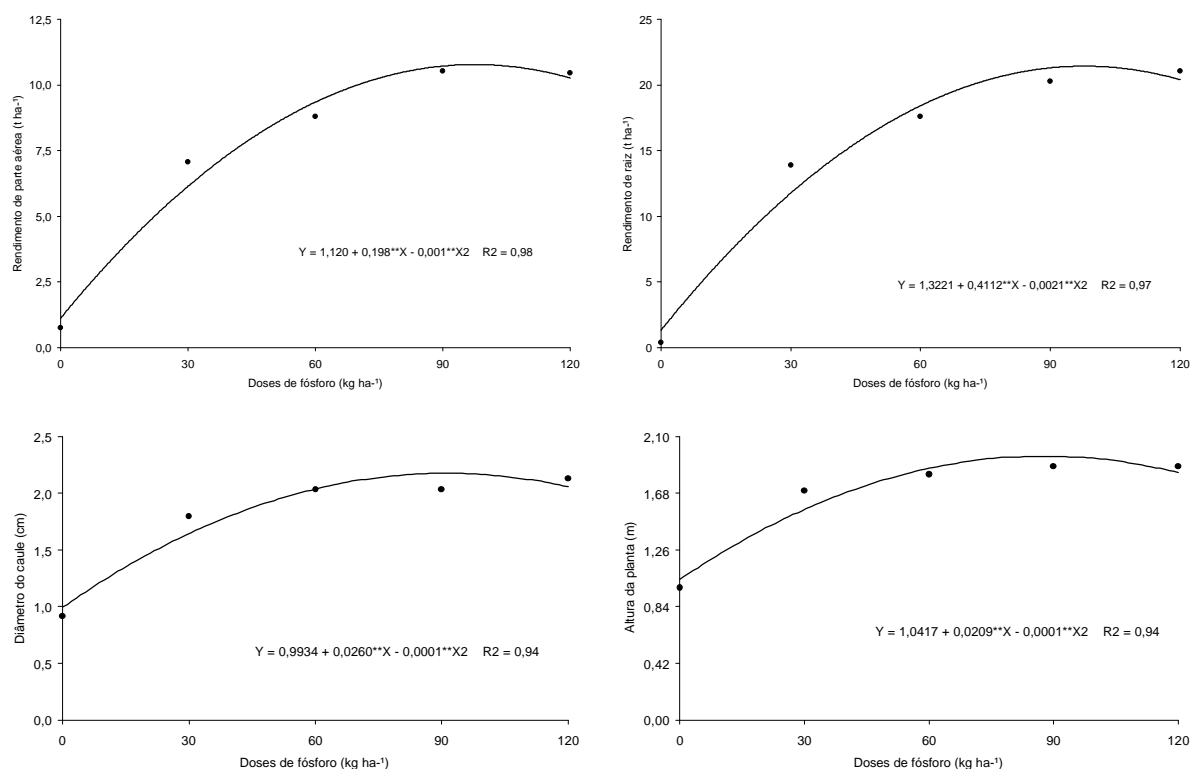 Rendimento de parte aérea (t ha-¹)
12,5
10,0
7,5
5,0
2,5
0,0
Y = 1,120 + 0,198**X - 0,001**X2 R2 = 0,98
0 30 60 90 120
Doses de fósforo (kg ha-¹)
Rendimento de raiz (t ha-¹)
25
20
15
10
5
0
Y = 1,3221 + 0,4112**X - 0,0021**X2 R2 = 0,97
0 30 60 90 120
Doses de fósforo (kg ha-¹)
Diâmetro do caule (cm)
2,5
2,0
1,5
1,0
0,5
0,0
Y = 0,9934 + 0,0260**X - 0,0001**X2 R2 = 0,94
0 30 60 90 120
Doses de fósforo (kg ha-¹)
Altura da planta (m)
2,10
1,68
1,26
0,84
0,42
0,00
Y = 1,0417 + 0,0209**X - 0,0001**X2 R2 = 0,94
0 30 60 90 120
Doses de fósforo (kg ha-¹)